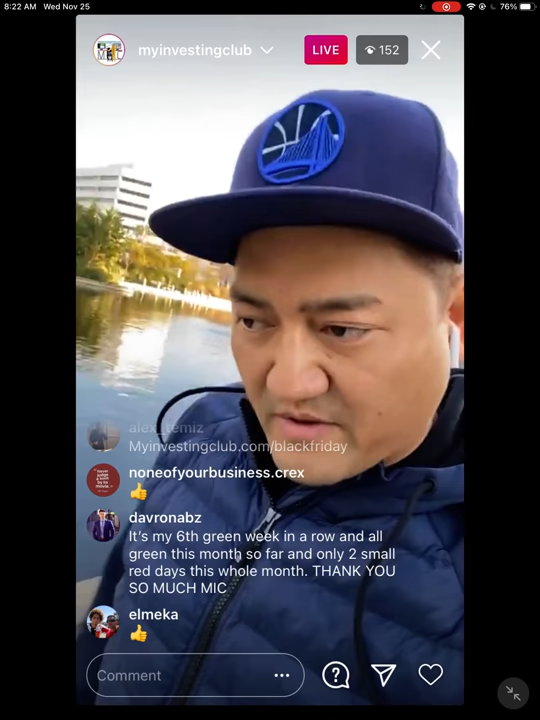 8:22 AM Wed Nov 25
76%
myinvestingclub
LIVE
152
alex_temiz
Myinvestingclub.com/blackfriday
noneofyourbusiness.crex
👍
davronabz
It's my 6th green week in a row and all
green this month so far and only 2 small
red days this whole month. THANK YOU
SO MUCH MIC
elmeka
👍
Comment